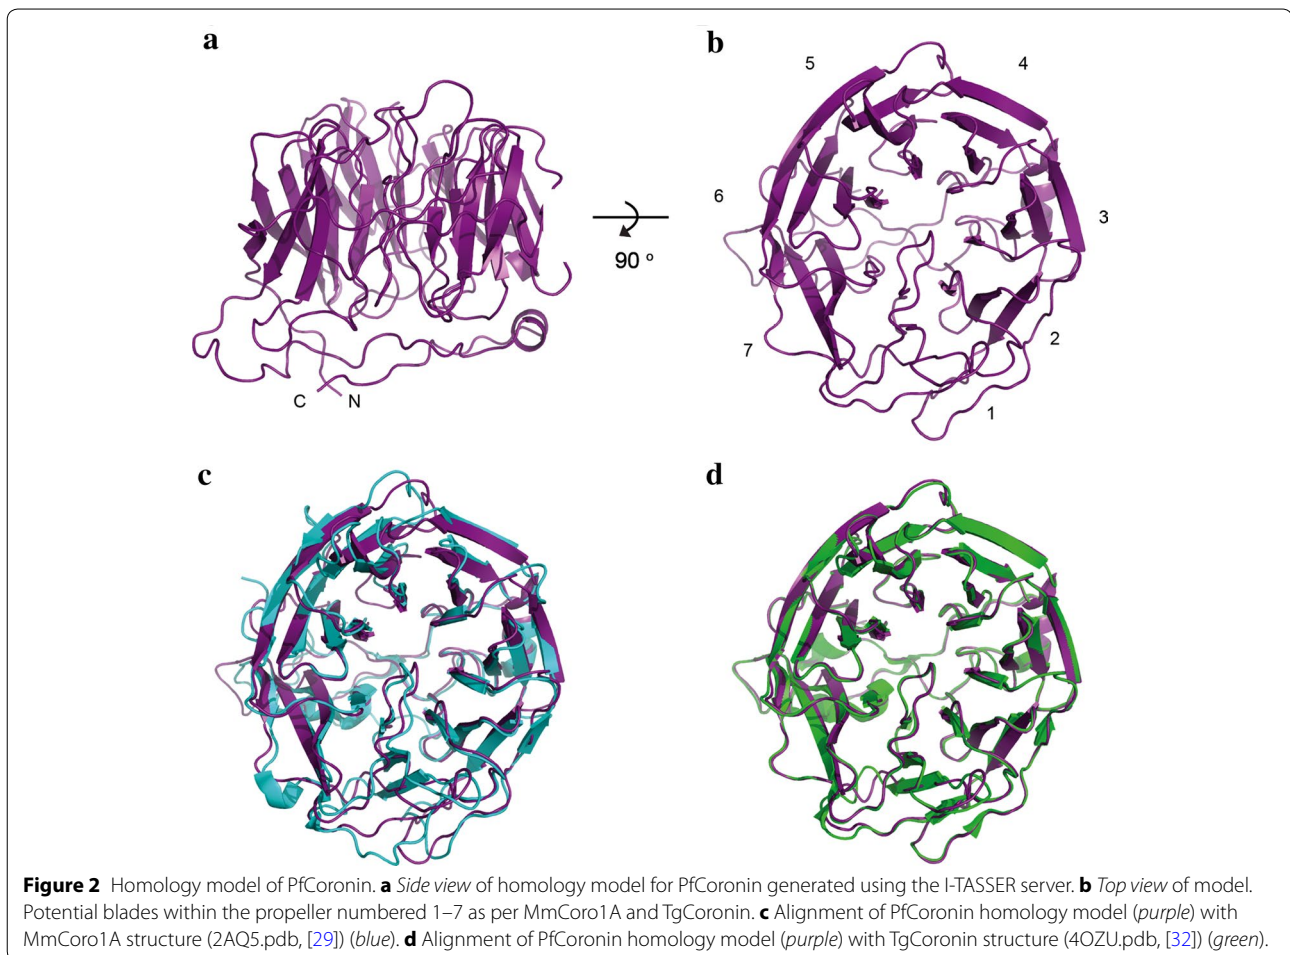 a
b
5
4
6
3
90 °
7
2
1
C N
c
d
Figure 2 Homology model of PfCoronin. a Side view of homology model for PfCoronin generated using the I-TASSER server. b Top view of model.
Potential blades within the propeller numbered 1–7 as per MmCoro1A and TgCoronin. c Alignment of PfCoronin homology model (purple) with
MmCoro1A structure (2AQ5.pdb, [29]) (blue). d Alignment of PfCoronin homology model (purple) with TgCoronin structure (4OZU.pdb, [32]) (green).